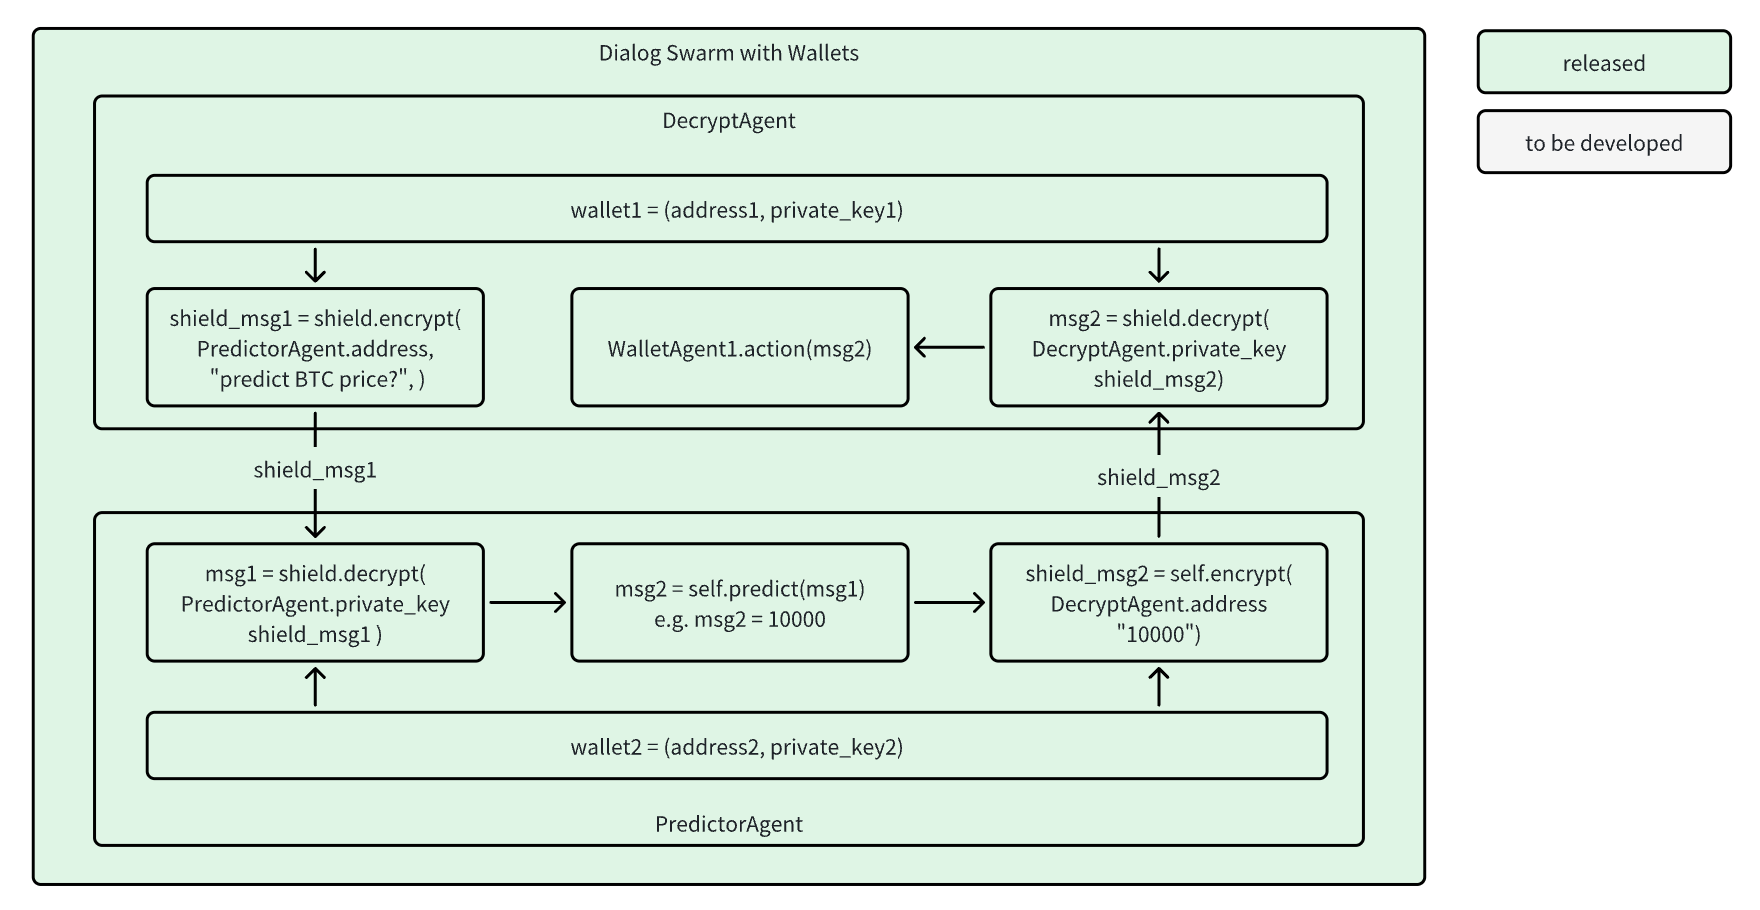 Dialog Swarm with Wallets
released
to be developed
DecryptAgent
wallet1 = (address1, private_key1)
shield_msg1 = shield.encrypt(
PredictorAgent.address,
"predict BTC price?", )
WalletAgent1.action(msg2)
msg2 = shield.decrypt(
DecryptAgent.private_key
shield_msg2)
shield_msg1
shield_msg2
msg1 = shield.decrypt(
PredictorAgent.private_key
shield_msg1 )
msg2 = self.predict(msg1)
e.g. msg2 = 10000
shield_msg2 = self.encrypt(
DecryptAgent.address
"10000")
wallet2 = (address2, private_key2)
PredictorAgent